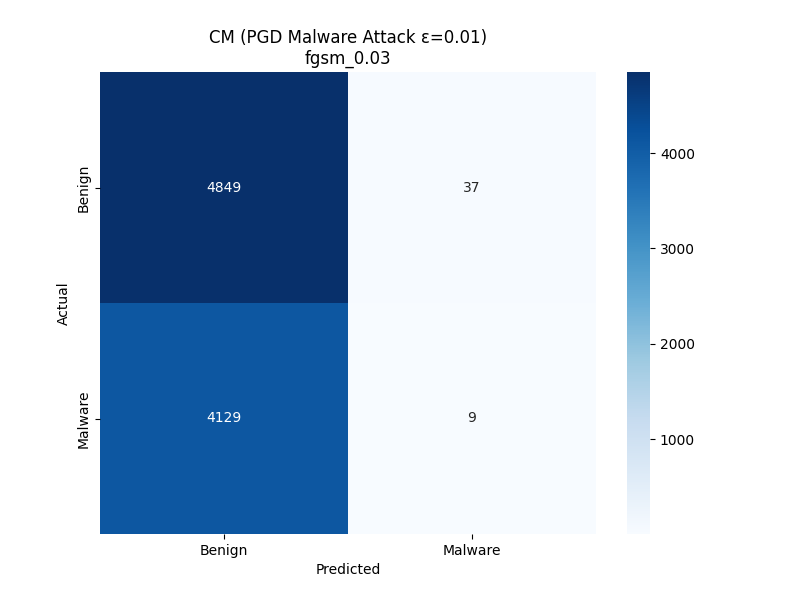 CM (PGD Malware Attack ε=0.01)
fgsm_0.03
Benign
4849
37
4000
3000
Actual
2000
Malware
4129
9
1000
Benign
Malware
Predicted